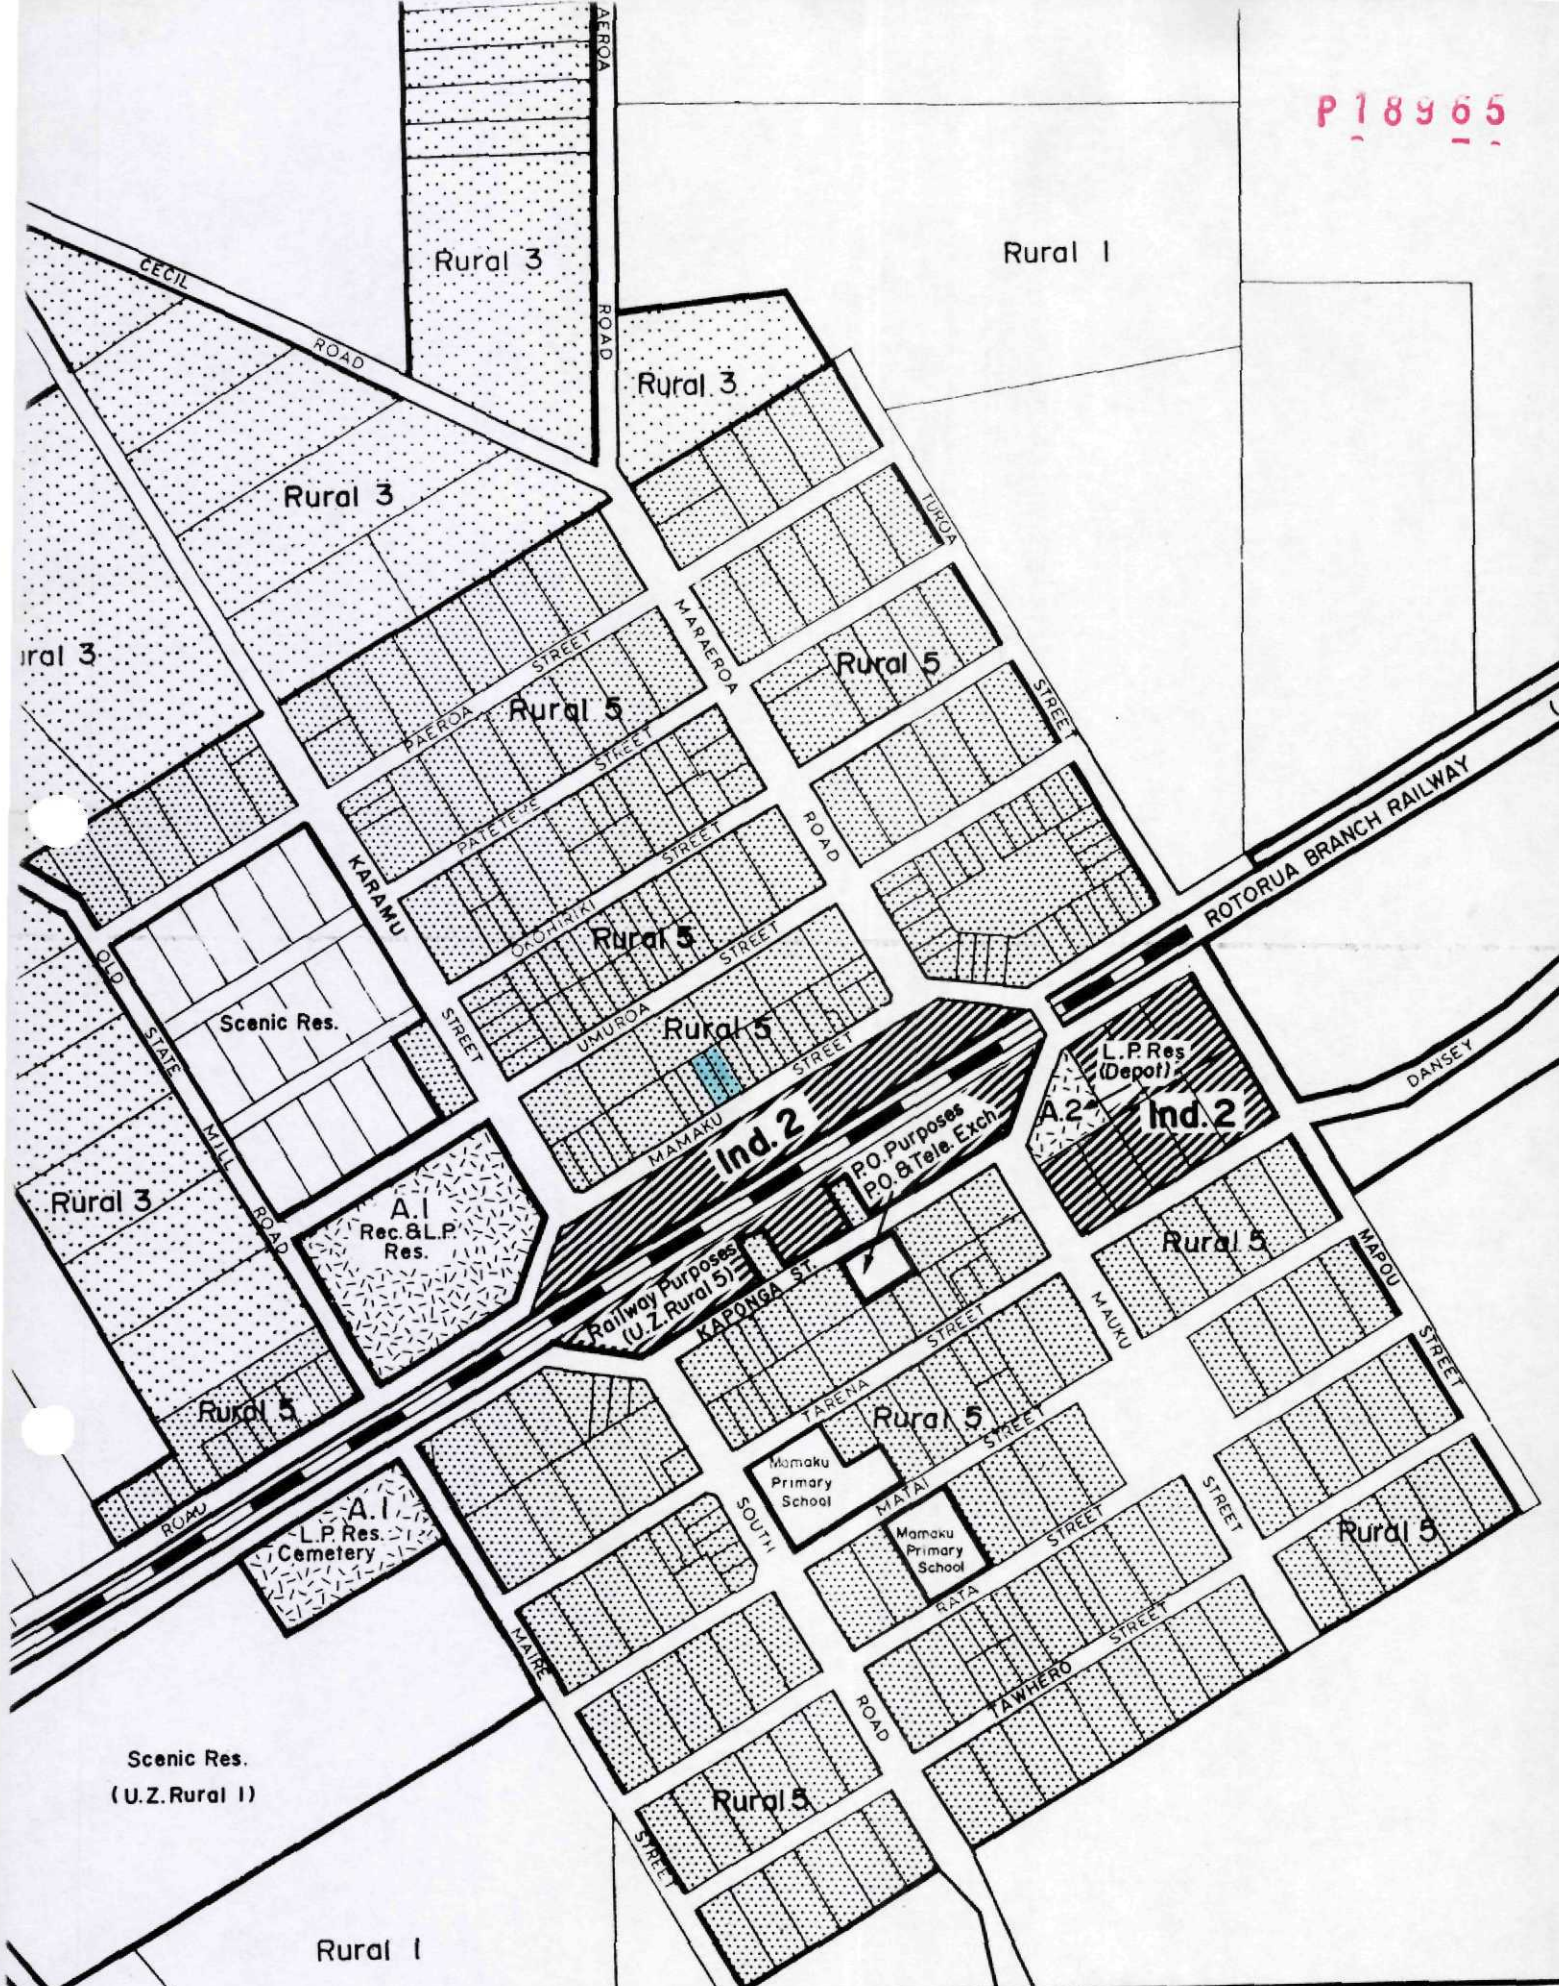 AEROA
P18965
Rural 3
Rural 1
CECIL
ROAD
ROAD
Rural 3
Rural 3
TUROA
MARAEROA
STREET
ural 3
Rural 5
Rural 5
PAEROA
STREET
STREET
PATETERE
STREET
ROAD
ROTORUA BRANCH RAILWAY
KARAMU
STREET
OKOHIRIKI
Rural 5
STREET
OLD
Scenic Res.
STREET
UMUROA
Rural 5
STREET
STATE
L.P. Res
(Depot)
DANSEY
A.2
Ind. 2
MAMAKU
Ind. 2
P.O. Purposes
P.O. & Tele. Exch
MILL
Rural 3
ROAD
A.1
Rec. & L.P.
Res.
Rural 5
MAPOU
Railway Purposes
(U.Z. Rural 5)
KAPONGA ST.
MAUKU
STREET
STREET
Rural 5
TARENA
Rural 5
STREET
Mamaku
Primary
School
MATAI
SOUTH
STREET
ROAD
A.1
L.P. Res.
Cemetery
Mamaku
Primary
School
STREET
Rural 5
RATA
STREET
MAIRE
TAWHERO
ROAD
Scenic Res.
(U.Z. Rural 1)
Rural 5
STREET
Rural 1